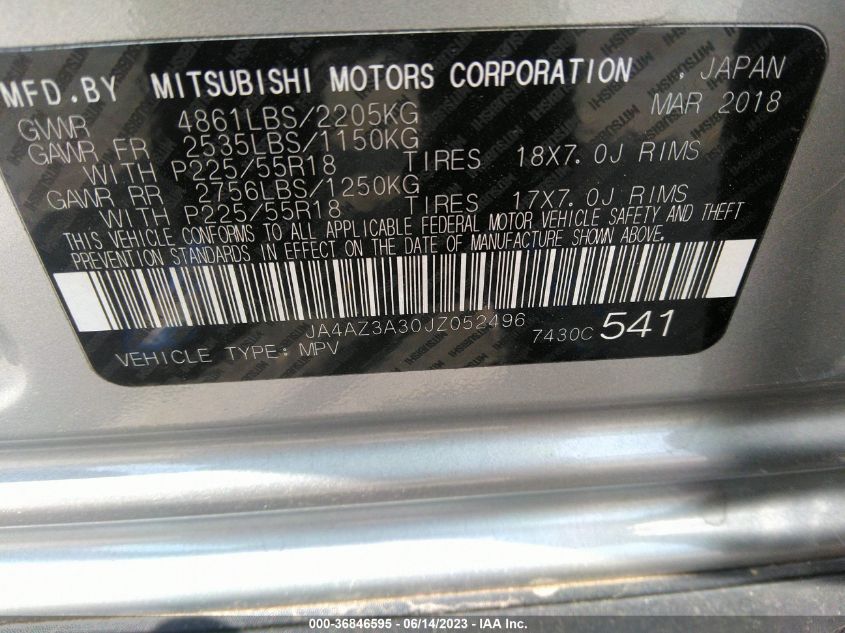 MFD.BY MITSUBISHI MOTORS CORPORATION , JAPAN
GVWR 4861LBS/2205KG MAR 2018
GAWR FR 2535LBS/1150KG
WITH P225/55R18 TIRES 18X7.0J RIMS
GAWR RR 2756LBS/1250KG
WITH P225/55R18 TIRES 17X7.0J RIMS
THIS VEHICLE CONFORMS TO ALL APPLICABLE FEDERAL MOTOR VEHICLE SAFETY AND THEFT
PREVENTION STANDARDS IN EFFECT ON THE DATE OF MANUFACTURE SHOWN ABOVE.
JA4AZ3A30JZ052496
VEHICLE TYPE: MPV 7430C 541
000-36846595 - 06/14/2023 - IAA Inc.